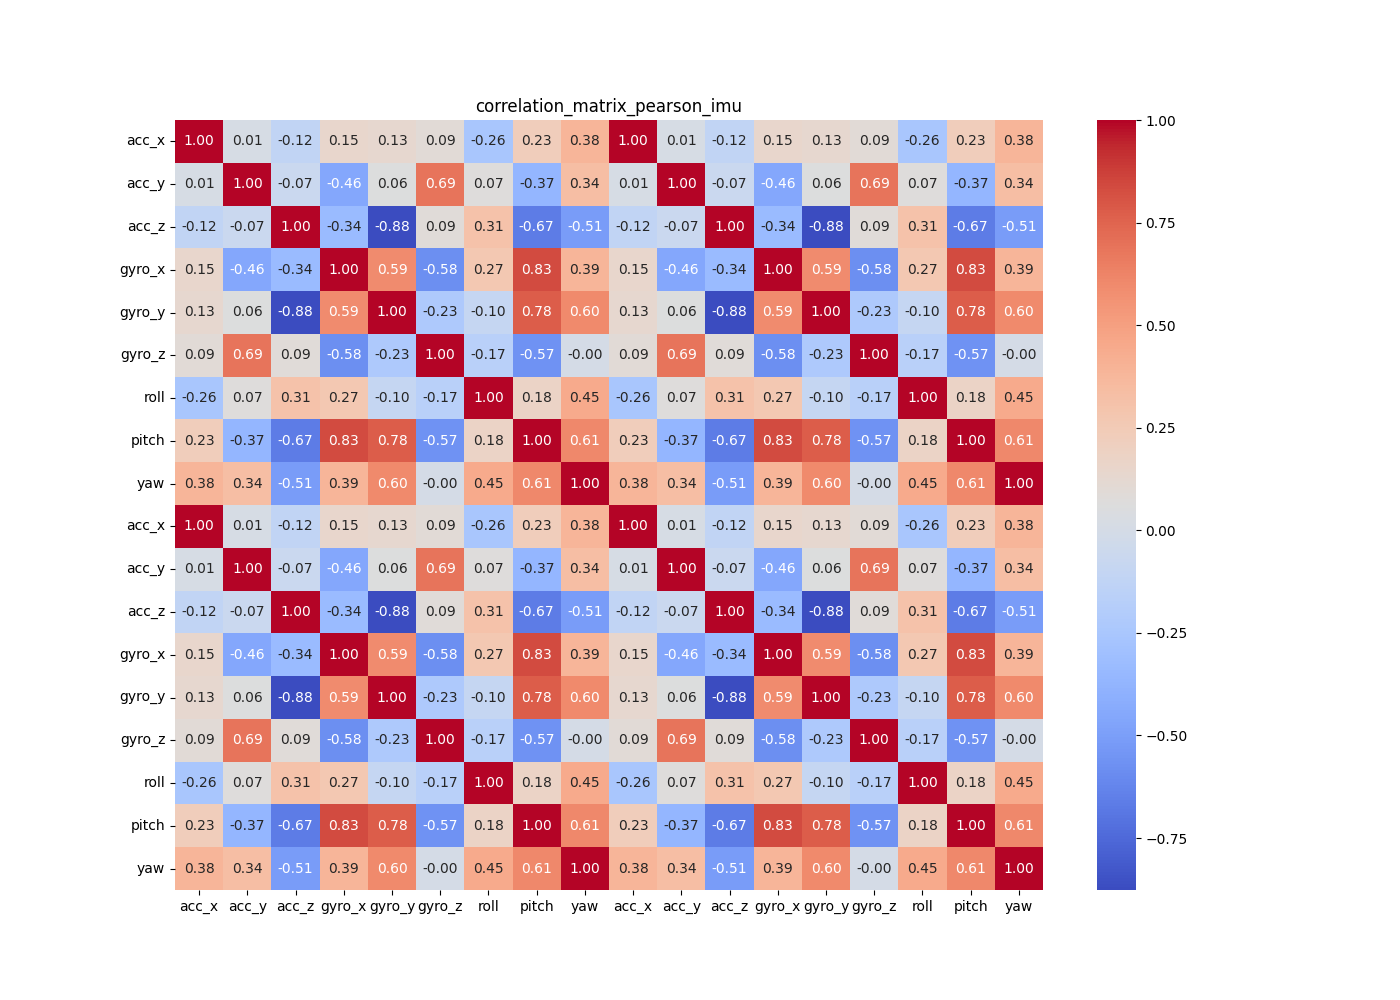 correlation_matrix_pearson_imu
acc_x 1.00 0.01 -0.12 0.15 0.13 0.09 -0.26 0.23 0.38 1.00 0.01 -0.12 0.15 0.13 0.09 -0.26 0.23 0.38
acc_y 0.01 1.00 -0.07 -0.46 0.06 0.69 0.07 -0.37 0.34 0.01 1.00 -0.07 -0.46 0.06 0.69 0.07 -0.37 0.34
acc_z -0.12 -0.07 1.00 -0.34 -0.88 0.09 0.31 -0.67 -0.51 -0.12 -0.07 1.00 -0.34 -0.88 0.09 0.31 -0.67 -0.51
gyro_x 0.15 -0.46 -0.34 1.00 0.59 -0.58 0.27 0.83 0.39 0.15 -0.46 -0.34 1.00 0.59 -0.58 0.27 0.83 0.39
gyro_y 0.13 0.06 -0.88 0.59 1.00 -0.23 -0.10 0.78 0.60 0.13 0.06 -0.88 0.59 1.00 -0.23 -0.10 0.78 0.60
gyro_z 0.09 0.69 0.09 -0.58 -0.23 1.00 -0.17 -0.57 -0.00 0.09 0.69 0.09 -0.58 -0.23 1.00 -0.17 -0.57 -0.00
roll -0.26 0.07 0.31 0.27 -0.10 -0.17 1.00 0.18 0.45 -0.26 0.07 0.31 0.27 -0.10 -0.17 1.00 0.18 0.45
pitch 0.23 -0.37 -0.67 0.83 0.78 -0.57 0.18 1.00 0.61 0.23 -0.37 -0.67 0.83 0.78 -0.57 0.18 1.00 0.61
yaw 0.38 0.34 -0.51 0.39 0.60 -0.00 0.45 0.61 1.00 0.38 0.34 -0.51 0.39 0.60 -0.00 0.45 0.61 1.00
acc_x 1.00 0.01 -0.12 0.15 0.13 0.09 -0.26 0.23 0.38 1.00 0.01 -0.12 0.15 0.13 0.09 -0.26 0.23 0.38
acc_y 0.01 1.00 -0.07 -0.46 0.06 0.69 0.07 -0.37 0.34 0.01 1.00 -0.07 -0.46 0.06 0.69 0.07 -0.37 0.34
acc_z -0.12 -0.07 1.00 -0.34 -0.88 0.09 0.31 -0.67 -0.51 -0.12 -0.07 1.00 -0.34 -0.88 0.09 0.31 -0.67 -0.51
gyro_x 0.15 -0.46 -0.34 1.00 0.59 -0.58 0.27 0.83 0.39 0.15 -0.46 -0.34 1.00 0.59 -0.58 0.27 0.83 0.39
gyro_y 0.13 0.06 -0.88 0.59 1.00 -0.23 -0.10 0.78 0.60 0.13 0.06 -0.88 0.59 1.00 -0.23 -0.10 0.78 0.60
gyro_z 0.09 0.69 0.09 -0.58 -0.23 1.00 -0.17 -0.57 -0.00 0.09 0.69 0.09 -0.58 -0.23 1.00 -0.17 -0.57 -0.00
roll -0.26 0.07 0.31 0.27 -0.10 -0.17 1.00 0.18 0.45 -0.26 0.07 0.31 0.27 -0.10 -0.17 1.00 0.18 0.45
pitch 0.23 -0.37 -0.67 0.83 0.78 -0.57 0.18 1.00 0.61 0.23 -0.37 -0.67 0.83 0.78 -0.57 0.18 1.00 0.61
yaw 0.38 0.34 -0.51 0.39 0.60 -0.00 0.45 0.61 1.00 0.38 0.34 -0.51 0.39 0.60 -0.00 0.45 0.61 1.00
acc_x acc_y acc_z gyro_x gyro_y gyro_z roll pitch yaw acc_x acc_y acc_z gyro_x gyro_y gyro_z roll pitch yaw
1.00
0.75
0.50
0.25
0.00
−0.25
−0.50
−0.75